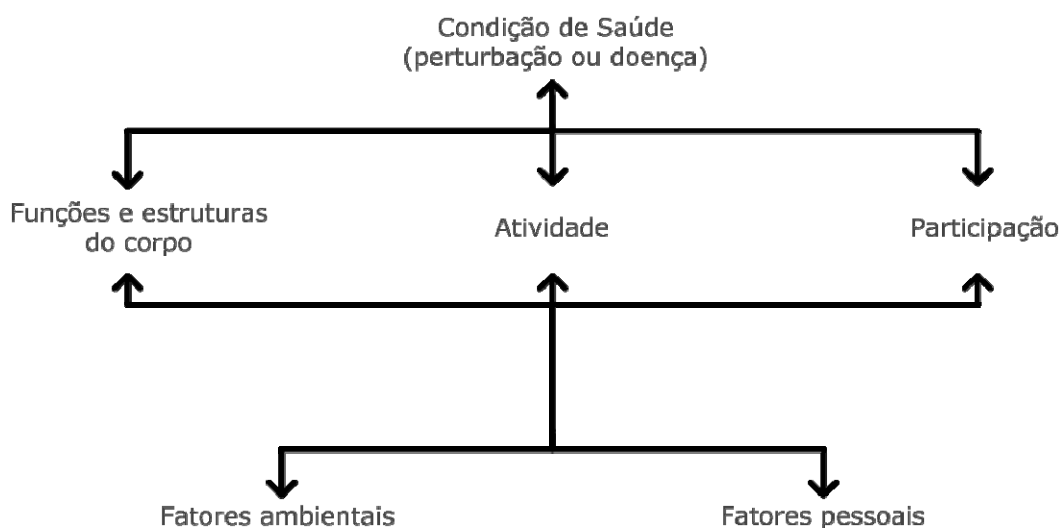 Condição de Saúde
(perturbação ou doença)
Funções e estruturas
do corpo
Atividade
Participação
Fatores ambientais
Fatores pessoais